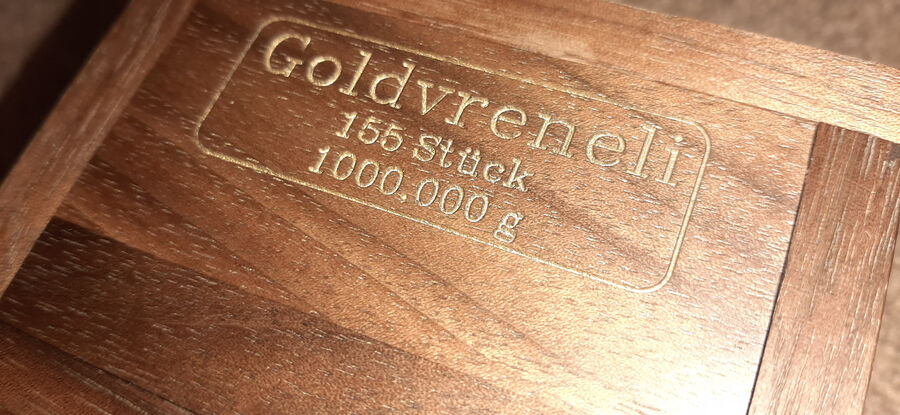 Goldvreneli
155 Stück
1000,000 g